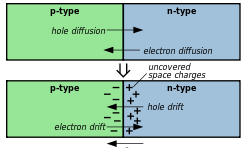 p-type
n-type
hole diffusion
electron diffusion
uncovered
space charges
p-type
n-type
hole drift
electron drift